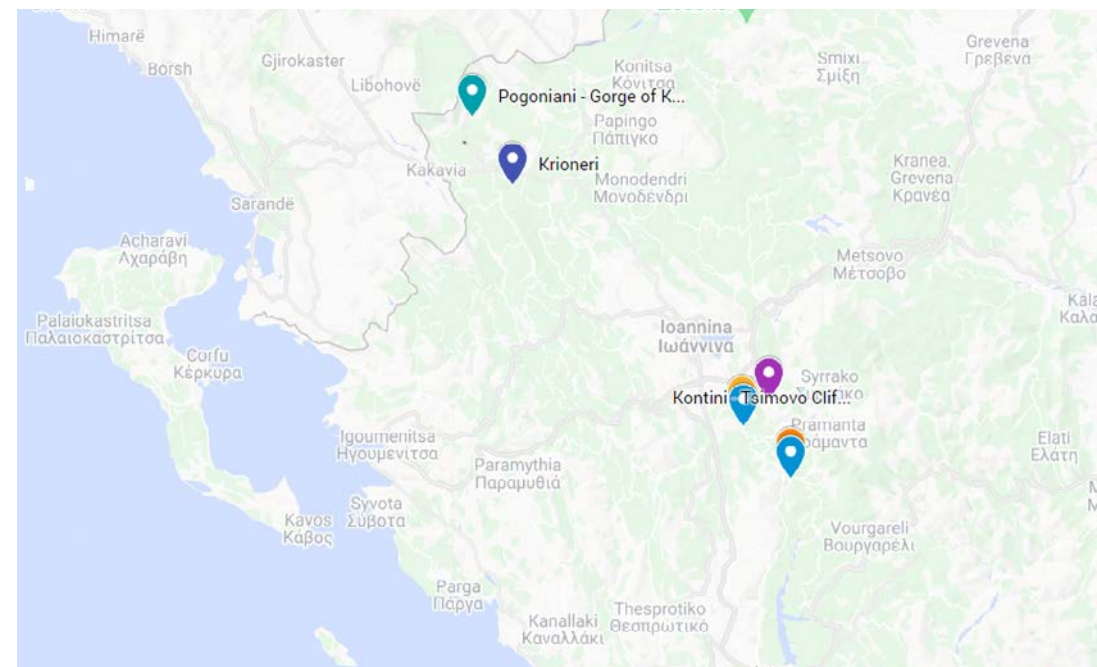 Himarë
Borsh
Gjirokaster
Libohovë
Konitsa
Κόνιτσα
Smixi
Σμίξη
Grevena
Γρεβενά
Pogoniani - Gorge of K...
Papingo
Πάπιγκο
Kakavia
Krioneri
Monodendri
Μονοδένδρι
Kranea,
Grevena
Κρανέα
Sarandë
Acharavi
Αχαράβη
Metsovo
Μέτσοβο
Palaiokastritsa
Παλαιοκαστρίτσα
Corfu
Κέρκυρα
Ioannina
Ιωάννινα
Syrrako
Kontini
Tsimovo Clif...
Pramanta
Igoumenitsa
Ηγουμενίτσα
Paramythia
Παραμυθιά
Elati
Ελάτη
Syvota
Σύβοτα
Kavos
Κάβος
Vourgareli
Βουργαρέλι
Parga
Πάργα
Kanallaki
Καναλλάκι
Thesprotiko
Θεσπρωτικό